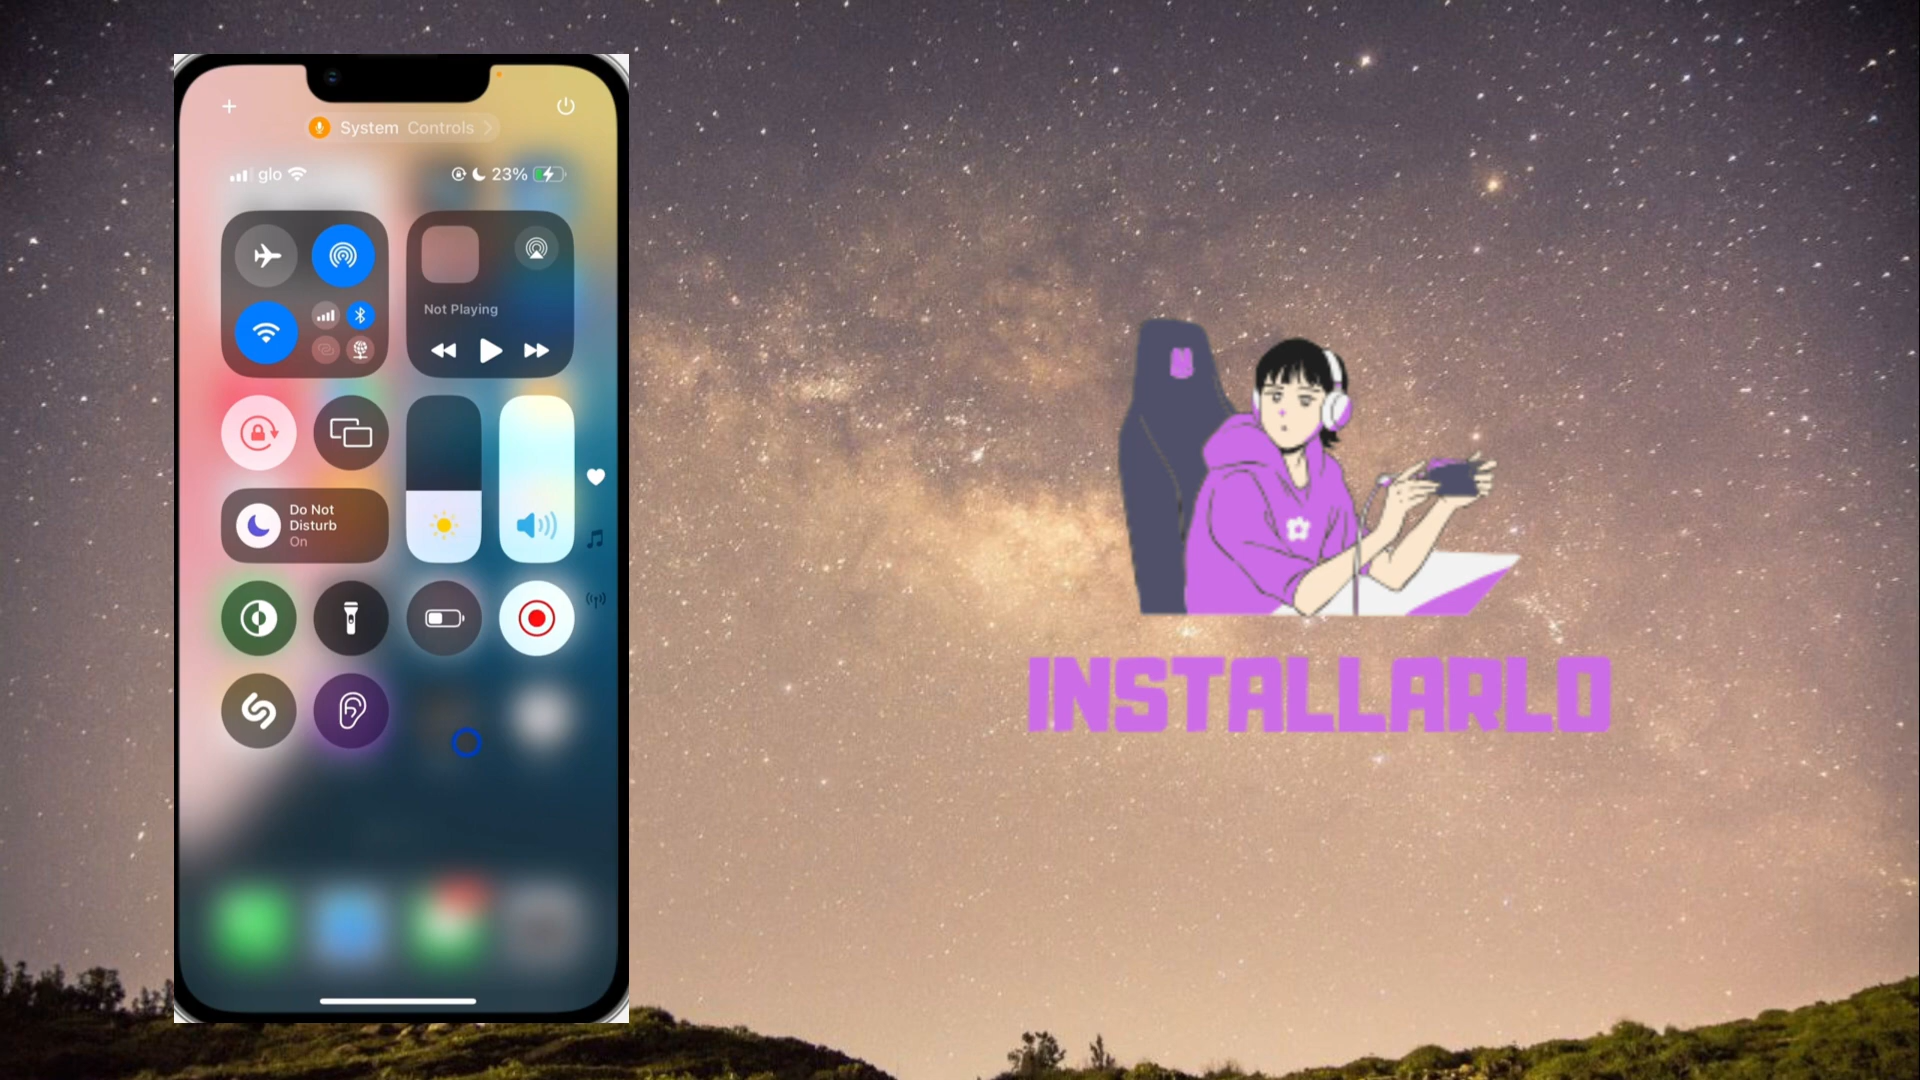 System Controls
glo
23%
Not Playing
Do Not
Disturb
On
INSTALLARLO